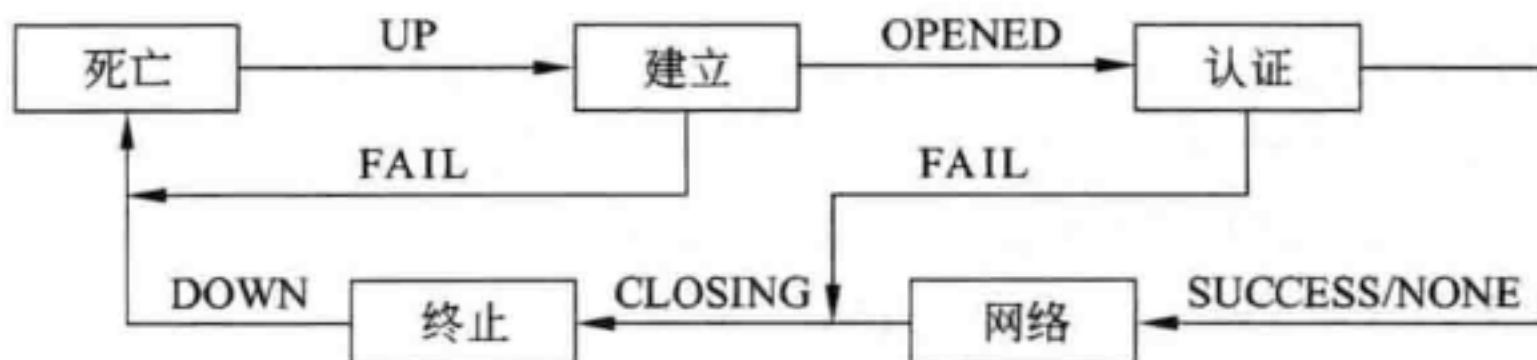 死亡
UP
建立
OPENED
认证
FAIL
FAIL
DOWN
终止
CLOSING
网络
SUCCESS/NONE